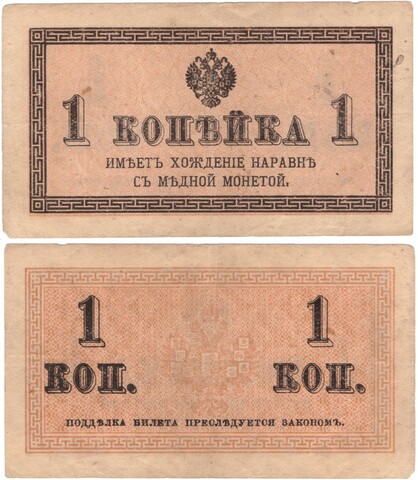 1 КОПѢЙКА 1
ИМѢЕТЪ ХОЖДЕНІЕ НАРАВНѢ
СЪ МѢДНОЙ МОНЕТОЙ.
1 1
КОП. КОП.
ПОДДѢЛКА БИЛЕТА ПРЕСЛѢДУЕТСЯ ЗАКОНОМЪ.